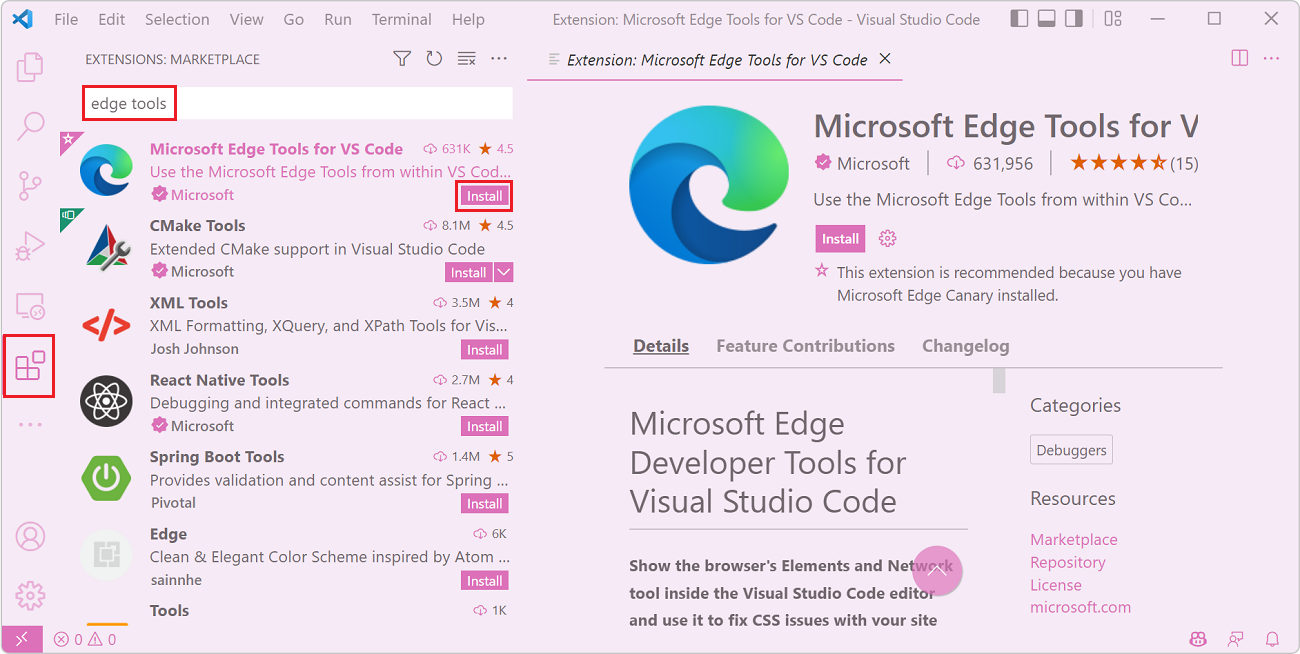 File Edit Selection View Go Run Terminal Help
Extension: Microsoft Edge Tools for VS Code - Visual Studio Code
EXTENSIONS: MARKETPLACE
edge tools
Microsoft Edge Tools for VS Code 631K 4.5
Use the Microsoft Edge Tools from within VS Cod...
Microsoft Install
CMake Tools 8.1M 4.5
Extended CMake support in Visual Studio Code
Microsoft Install
XML Tools 3.5M 4
XML Formatting, XQuery, and XPath Tools for Vis...
Josh Johnson Install
React Native Tools 2.7M 4
Debugging and integrated commands for React ...
Microsoft Install
Spring Boot Tools 1.4M 5
Provides validation and content assist for Spring ...
Pivotal Install
Edge 6K
Clean & Elegant Color Scheme inspired by Atom ...
sainnhe Install
Tools 1K
Extension: Microsoft Edge Tools for VS Code
Microsoft Edge Tools for V
Microsoft 631,956 (15)
Use the Microsoft Edge Tools from within VS Co...
Install
This extension is recommended because you have
Microsoft Edge Canary installed.
Details Feature Contributions Changelog
Microsoft Edge
Developer Tools for
Visual Studio Code
Show the browser's Elements and Network
tool inside the Visual Studio Code editor
and use it to fix CSS issues with your site
Categories
Debuggers
Resources
Marketplace
Repository
License
microsoft.com
0 0